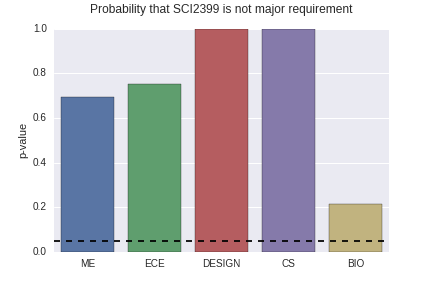 Probability that SCI2399 is not major requirement
1.0
0.8
0.6
0.4
0.2
0.0
p-value
ME ECE DESIGN CS BIO